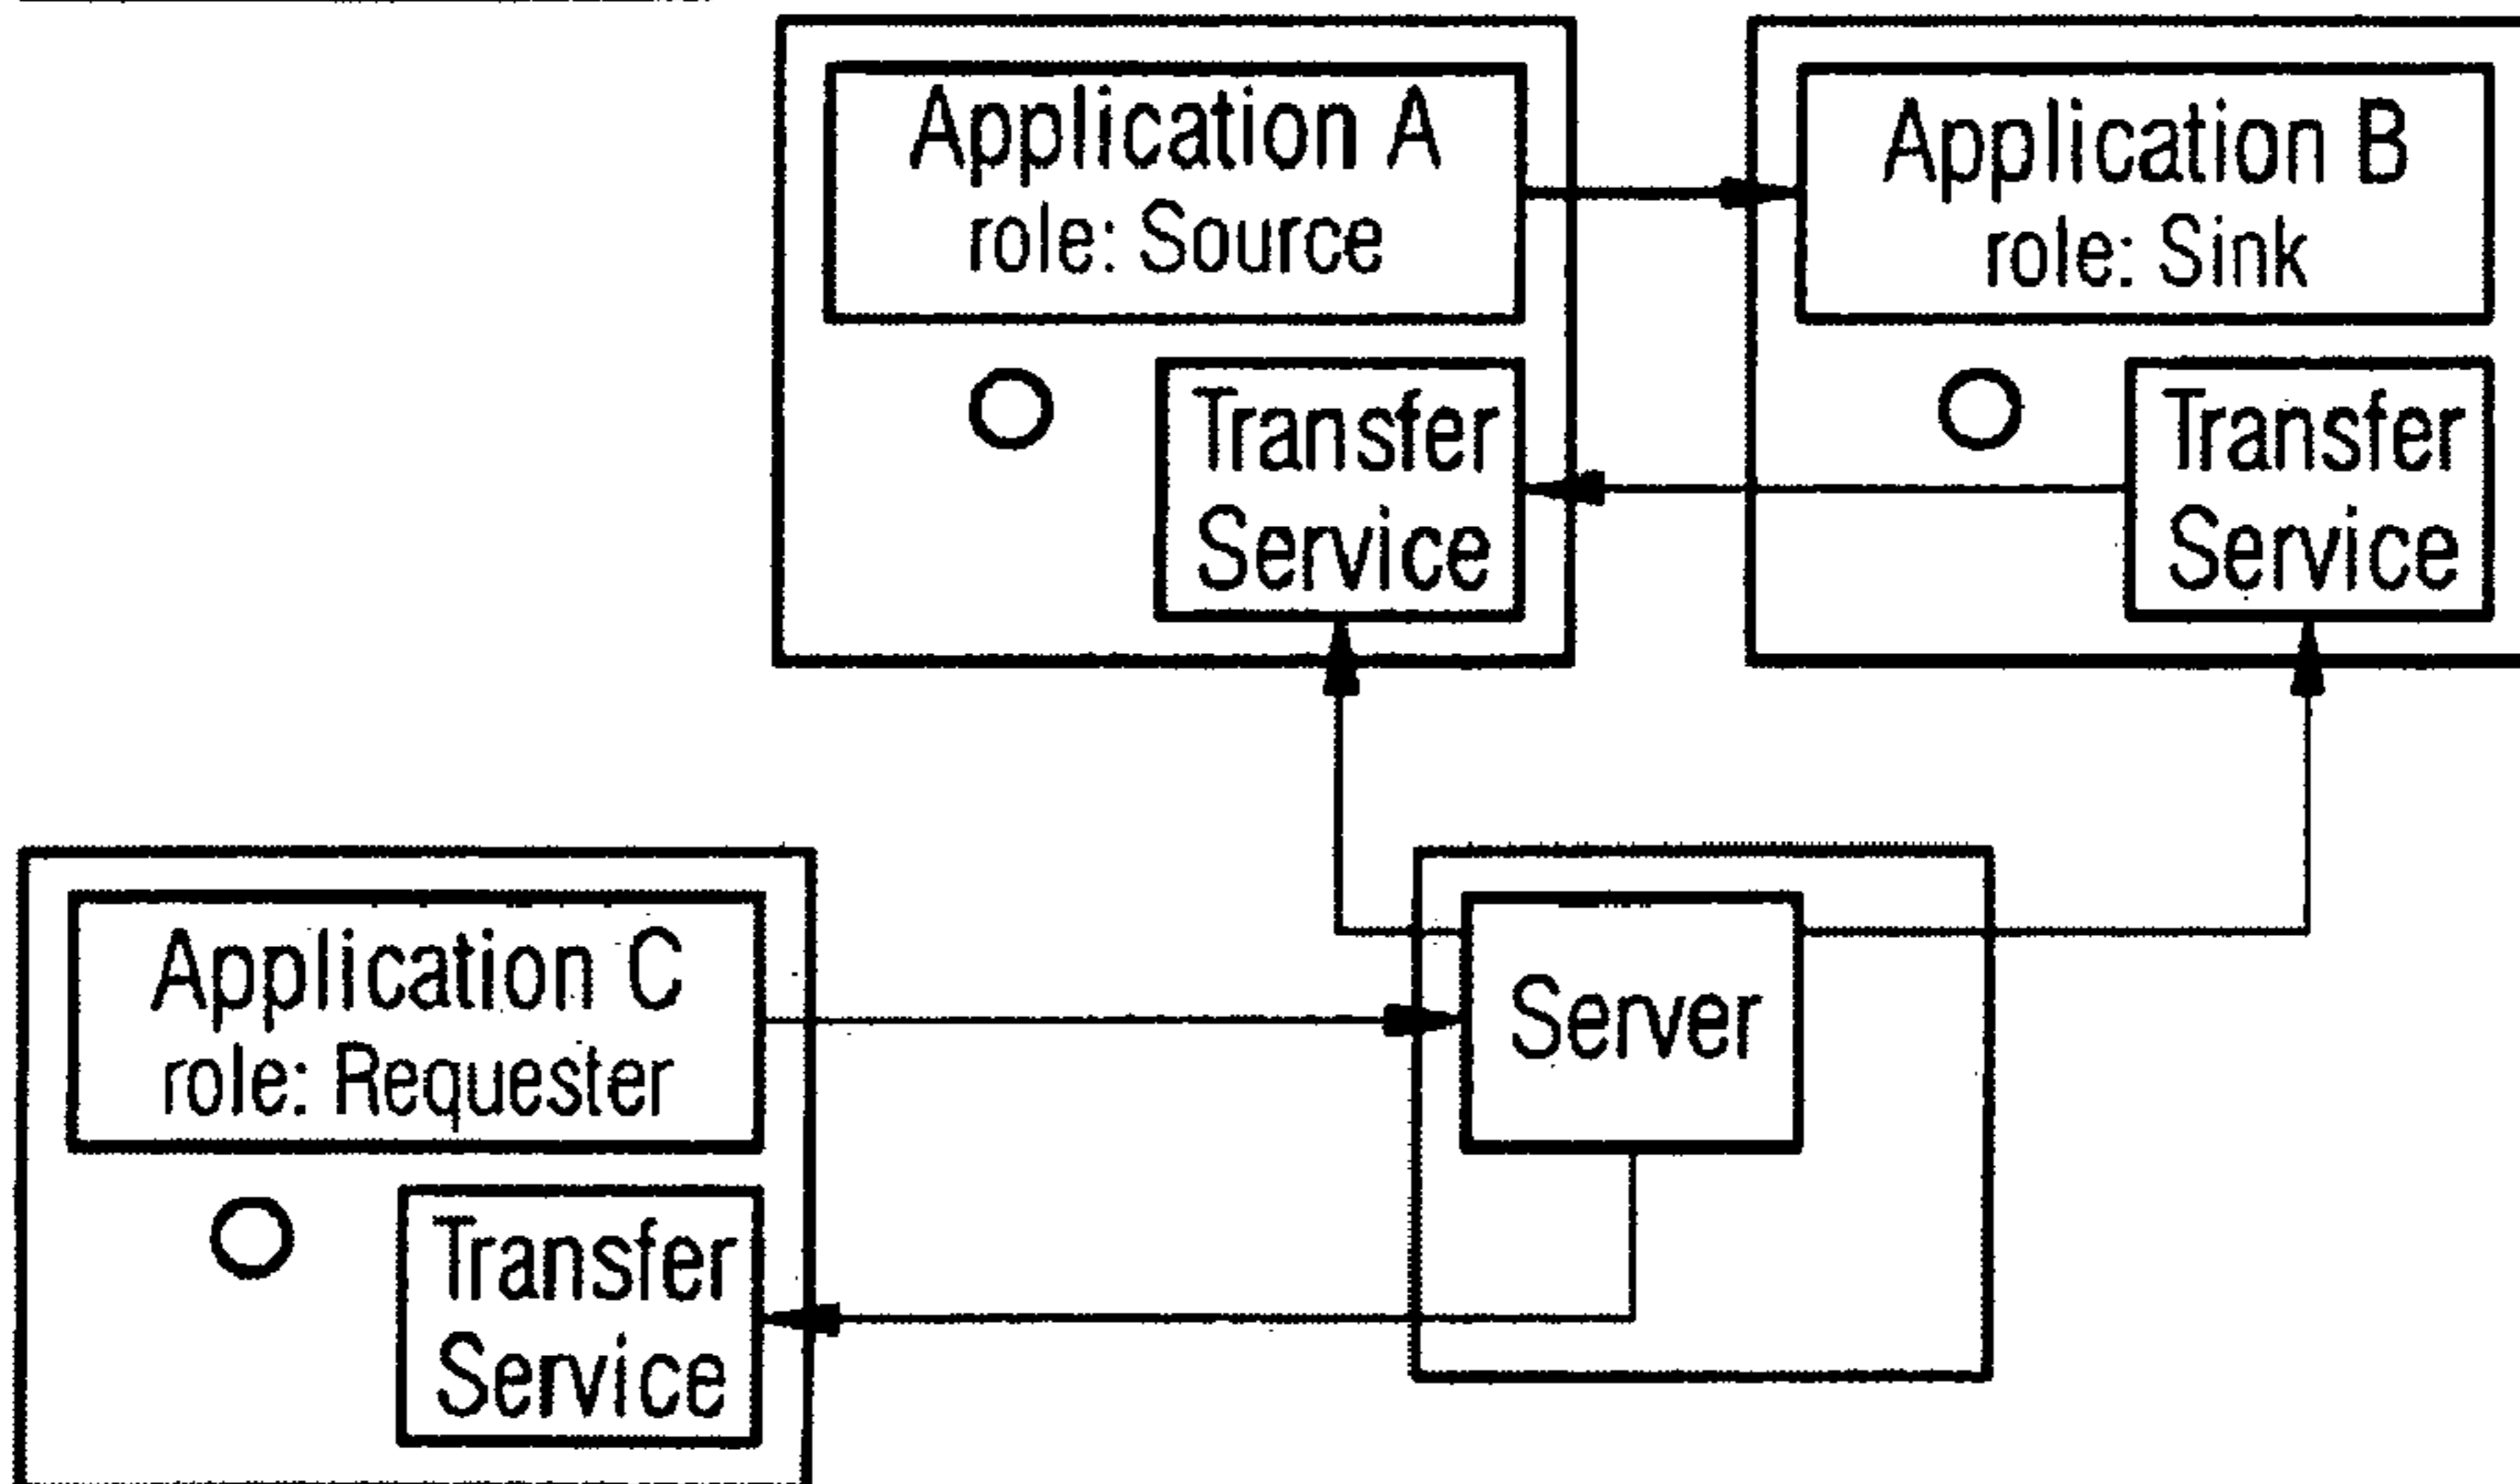 Application A
role: Source
Transfer
Service
Application B
role: Sink
Transfer
Service
Application C
role: Requester
Transfer
Service
Server